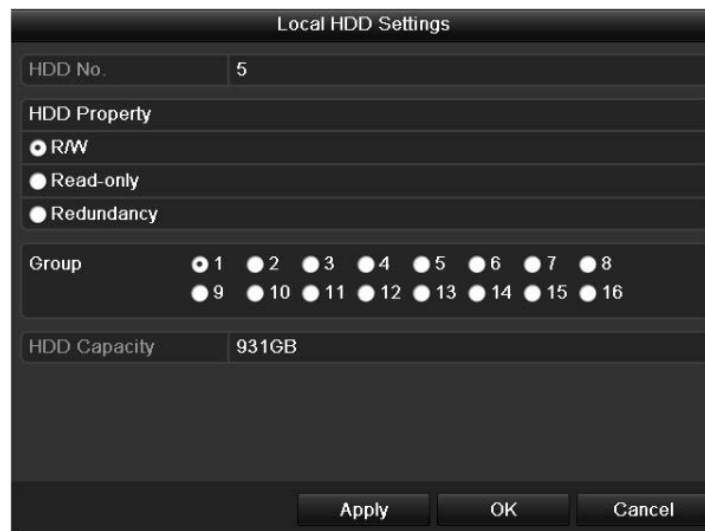 Local HDD Settings
HDD No. 5
HDD Property
R/W
Read-only
Redundancy
Group 1 2 3 4 5 6 7 8
9 10 11 12 13 14 15 16
HDD Capacity 931GB
Apply OK Cancel